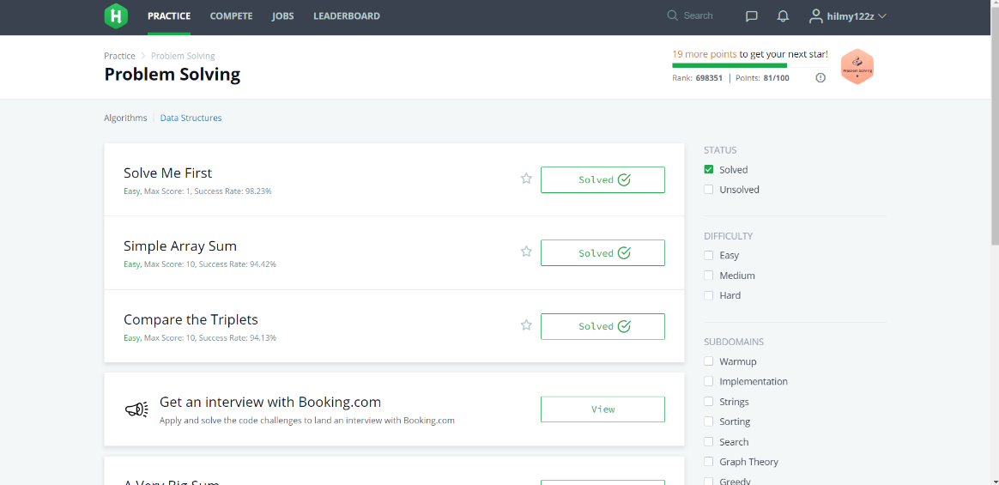 H PRACTICE COMPETE JOBS LEADERBOARD Search hilmy122z
Practice > Problem Solving
Problem Solving
19 more points to get your next star!
Rank: 698351 | Points: 81/100
Problem Solving
Algorithms | Data Structures
Solve Me First
Easy, Max Score: 1, Success Rate: 98.23%
Solved
Simple Array Sum
Easy, Max Score: 10, Success Rate: 94.42%
Solved
Compare the Triplets
Easy, Max Score: 10, Success Rate: 94.13%
Solved
Get an interview with Booking.com
Apply and solve the code challenges to land an interview with Booking.com
View
A Very Big Sum
STATUS
Solved
Unsolved
DIFFICULTY
Easy
Medium
Hard
SUBDOMAINS
Warmup
Implementation
Strings
Sorting
Search
Graph Theory
Greedy